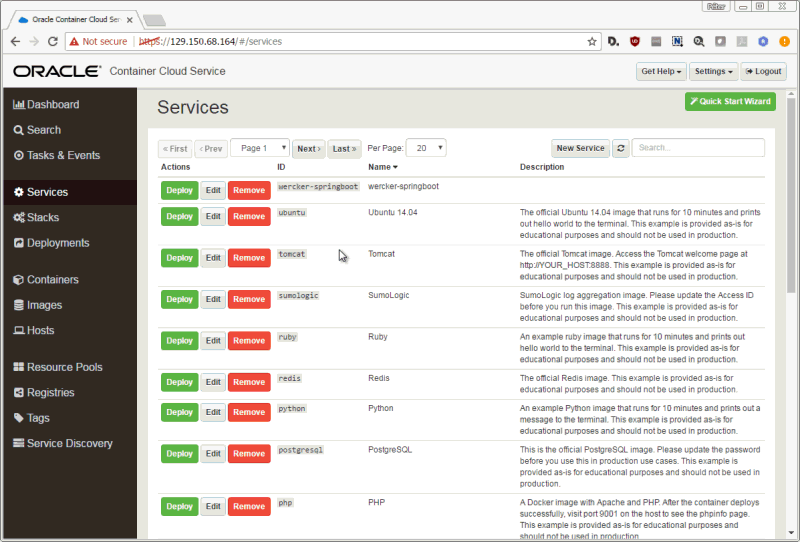 Péter
Oracle Container Cloud Serv
Not secure | https://129.150.68.164/#/services
ORACLE Container Cloud Service
Get Help
Settings
Logout
Dashboard
Search
Tasks & Events
Services
Stacks
Deployments
Containers
Images
Hosts
Resource Pools
Registries
Tags
Service Discovery
Services
Quick Start Wizard
« First
‹ Prev
Page 1
Next ›
Last »
Per Page:
20
New Service
Search...
Actions ID Name Description
Deploy Edit Remove wercker-springboot wercker-springboot
Deploy Edit Remove ubuntu Ubuntu 14.04 The official Ubuntu 14.04 image that runs for 10 minutes and prints
out hello world to the terminal. This example is provided as-is for
educational purposes and should not be used in production.
Deploy Edit Remove tomcat Tomcat The official Tomcat image. Access the Tomcat welcome page at
http://YOUR_HOST:8888. This example is provided as-is for
educational purposes and should not be used in production.
Deploy Edit Remove sumologic SumoLogic SumoLogic log aggregation image. Please update the Access ID
before you run this image. This example is provided as-is for
educational purposes and should not be used in production.
Deploy Edit Remove ruby Ruby An example ruby image that runs for 10 minutes and prints out
hello world to the terminal. This example is provided as-is for
educational purposes and should not be used in production.
Deploy Edit Remove redis Redis The official Redis image. This example is provided as-is for
educational purposes and should not be used in production.
Deploy Edit Remove python Python An example Python image that runs for 10 minutes and prints out a
message to the terminal. This example is provided as-is for
educational purposes and should not be used in production.
Deploy Edit Remove postgresql PostgreSQL This is the official PostgreSQL image. Please update the password
before you use this in production use cases. This example is
provided as-is for educational purposes and should not be used in
production.
Deploy Edit Remove php PHP A Docker image with Apache and PHP. After the container deploys
successfully, visit port 9001 on the host to see the phpinfo page.
This example is provided as-is for educational purposes and
should not be used in production.